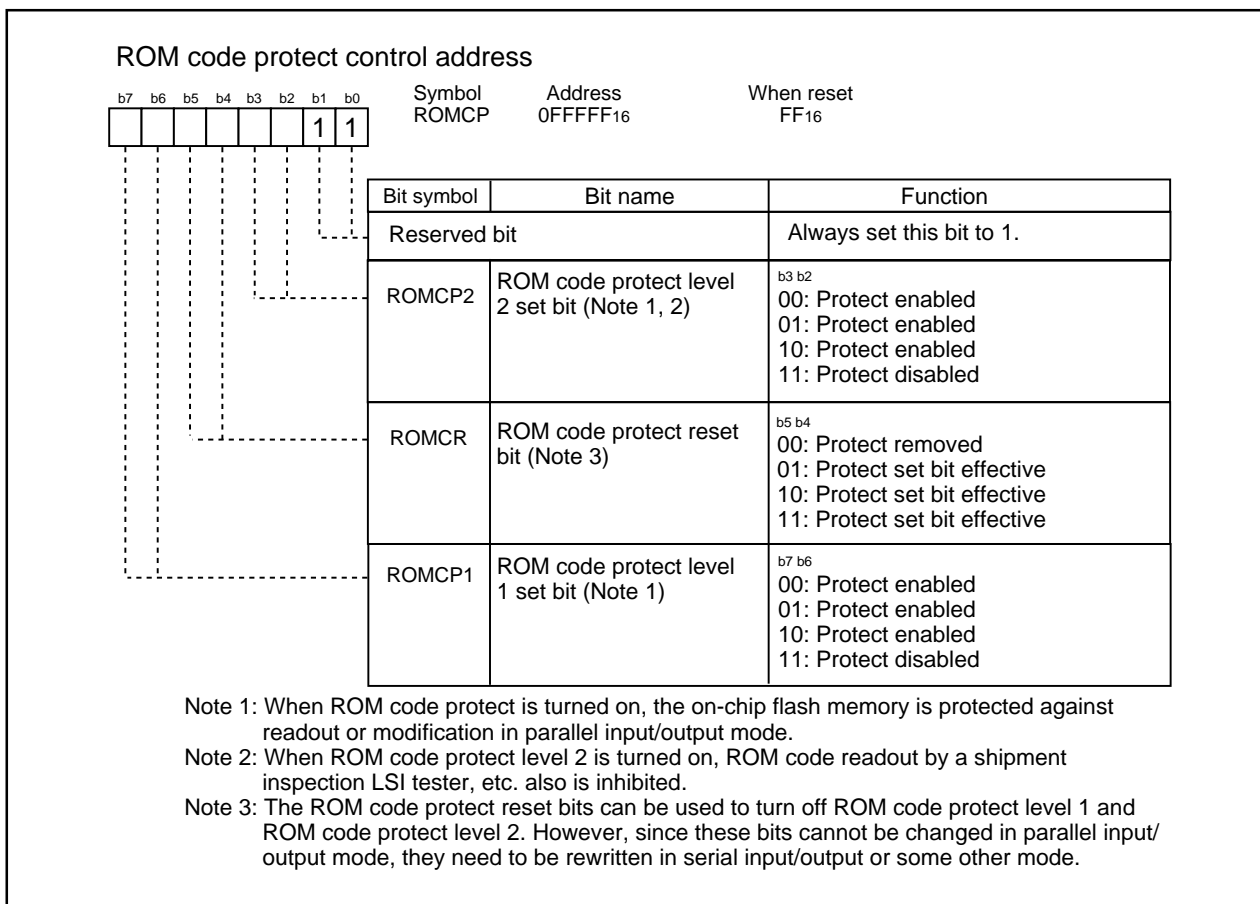 ROM code protect control address
b7 b6 b5 b4 b3 b2 b1 b0
1 1
Symbol Address When reset
ROMCP 0FFFFF16 FF16
Bit symbol Bit name Function
Reserved bit Always set this bit to 1.
ROMCP2 ROM code protect level
2 set bit (Note 1, 2)
b3 b2
00: Protect enabled
01: Protect enabled
10: Protect enabled
11: Protect disabled
ROMCR ROM code protect reset
bit (Note 3)
b5 b4
00: Protect removed
01: Protect set bit effective
10: Protect set bit effective
11: Protect set bit effective
ROMCP1 ROM code protect level
1 set bit (Note 1)
b7 b6
00: Protect enabled
01: Protect enabled
10: Protect enabled
11: Protect disabled
Note 1: When ROM code protect is turned on, the on-chip flash memory is protected against
readout or modification in parallel input/output mode.
Note 2: When ROM code protect level 2 is turned on, ROM code readout by a shipment
inspection LSI tester, etc. also is inhibited.
Note 3: The ROM code protect reset bits can be used to turn off ROM code protect level 1 and
ROM code protect level 2. However, since these bits cannot be changed in parallel input/
output mode, they need to be rewritten in serial input/output or some other mode.